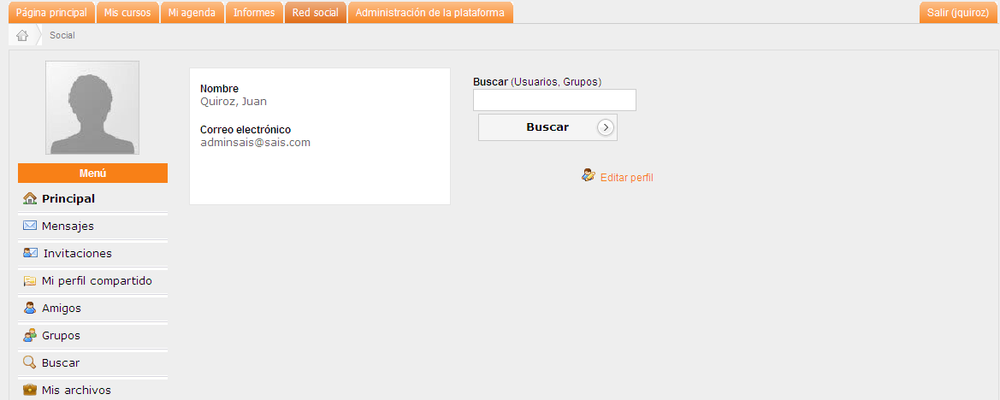 Página principal
Mis cursos
Mi agenda
Informes
Red social
Administración de la plataforma
Salir (jquiroz)
Social
Nombre
Quiroz, Juan
Correo electrónico
adminsais@sais.com
Buscar (Usuarios, Grupos)
Buscar
Editar perfil
Menú
Principal
Mensajes
Invitaciones
Mi perfil compartido
Amigos
Grupos
Buscar
Mis archivos